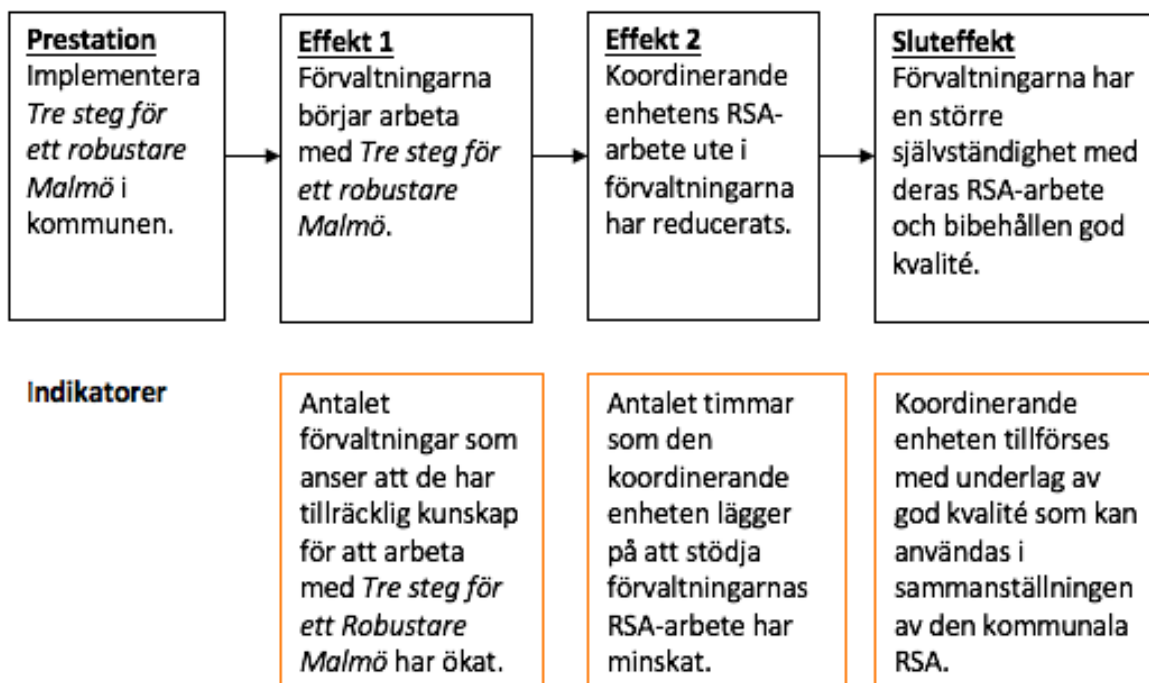 Prestation
Implementera
Tre steg för
ett robustare
Malmö i
kommunen.
Effekt 1
Förvaltningarna
börjar arbeta
med Tre steg för
ett robustare
Malmö.
Effekt 2
Koordinerande
enhetens RSA-
arbete ute i
förvaltningarna
har reducerats.
Sluteffekt
Förvaltningarna har
en större
självständighet med
deras RSA-arbete
och bibehållen god
kvalité.
Indikatorer
Antalet
förvaltningar som
anser att de har
tillräcklig kunskap
för att arbeta
med Tre steg för
ett Robustare
Malmö har ökat.
Antalet timmar
som den
koordinerande
enheten lägger
på att stödja
förvaltningarnas
RSA-arbete har
minskat.
Koordinerande
enheten tillförses
med underlag av
god kvalité som kan
användas i
sammanställningen
av den kommunala
RSA.